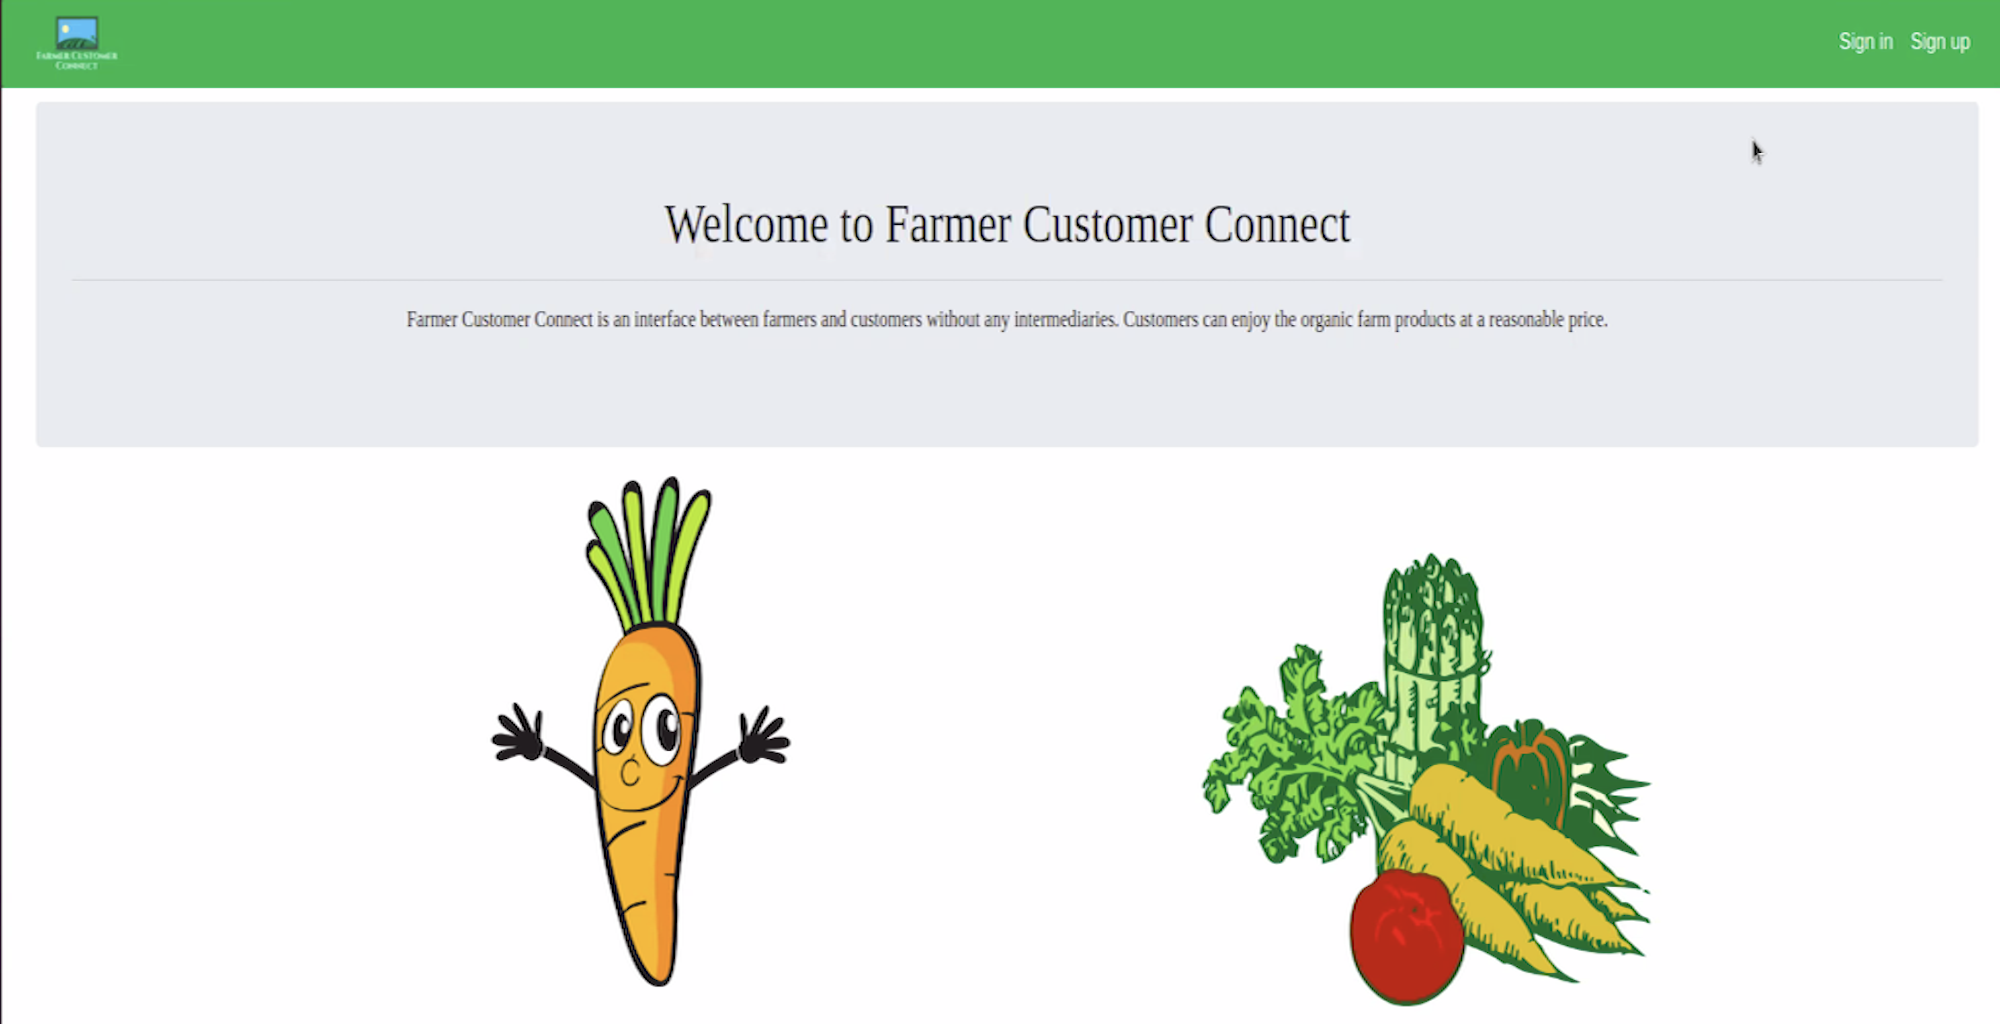 FARMER CUSTOMER
CONNECT
Sign in Sign up
Welcome to Farmer Customer Connect
Farmer Customer Connect is an interface between farmers and customers without any intermediaries. Customers can enjoy the organic farm products at a reasonable price.